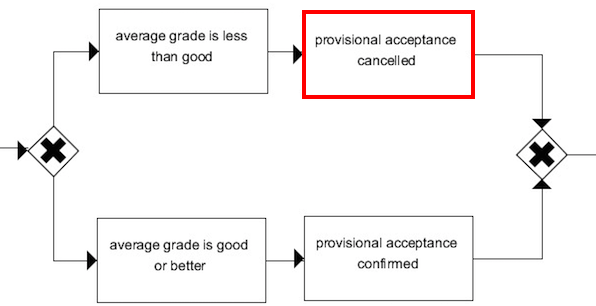 average grade is less
than good
provisional acceptance
cancelled
average grade is good
or better
provisional acceptance
confirmed